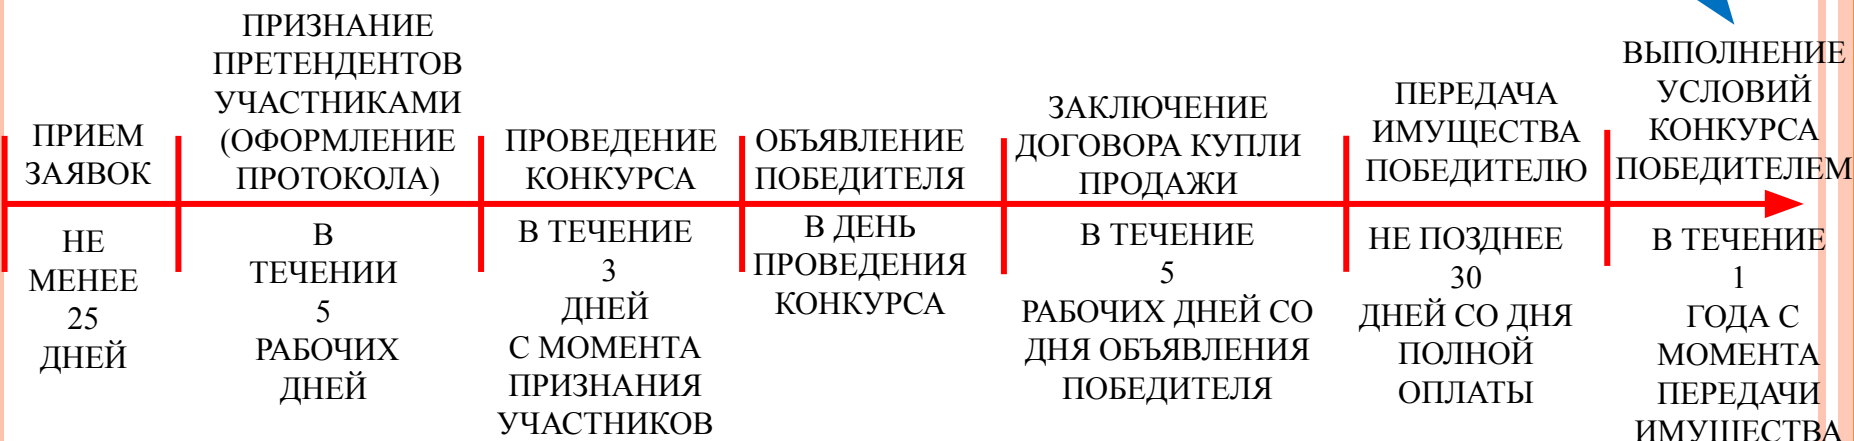 ПРИЕМ
ЗАЯВОК
НЕ
МЕНЕЕ
25
ДНЕЙ
ПРИЗНАНИЕ
ПРЕТЕНДЕНТОВ
УЧАСТНИКАМИ
(ОФОРМЛЕНИЕ
ПРОТОКОЛА)
В
ТЕЧЕНИИ
5
РАБОЧИХ
ДНЕЙ
ПРОВЕДЕНИЕ
КОНКУРСА
В ТЕЧЕНИЕ
3
ДНЕЙ
С МОМЕНТА
ПРИЗНАНИЯ
УЧАСТНИКОВ
ОБЪЯВЛЕНИЕ
ПОБЕДИТЕЛЯ
В ДЕНЬ
ПРОВЕДЕНИЯ
КОНКУРСА
ЗАКЛЮЧЕНИЕ
ДОГОВОРА КУПЛИ
ПРОДАЖИ
В ТЕЧЕНИЕ
5
РАБОЧИХ ДНЕЙ СО
ДНЯ ОБЪЯВЛЕНИЯ
ПОБЕДИТЕЛЯ
ПЕРЕДАЧА
ИМУЩЕСТВА
ПОБЕДИТЕЛЮ
НЕ ПОЗДНЕЕ
30
ДНЕЙ СО ДНЯ
ПОЛНОЙ
ОПЛАТЫ
ВЫПОЛНЕНИЕ
УСЛОВИЙ
КОНКУРСА
ПОБЕДИТЕЛЕМ
В ТЕЧЕНИЕ
1
ГОДА С
МОМЕНТА
ПЕРЕДАЧИ
ИМУЩЕСТВА